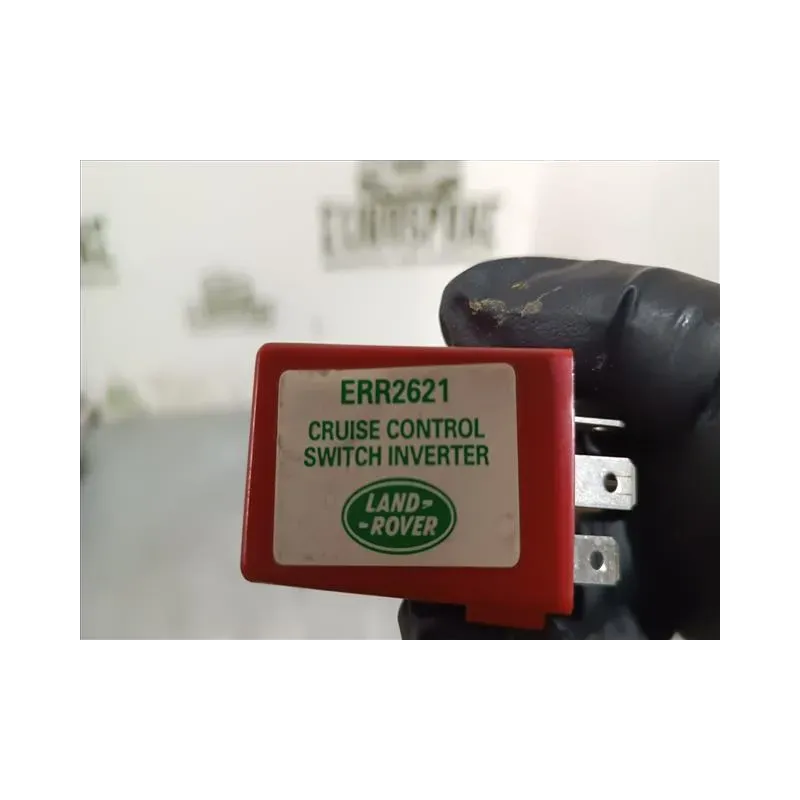 ERR2621
CRUISE CONTROL
SWITCH INVERTER
LAND-
-ROVER